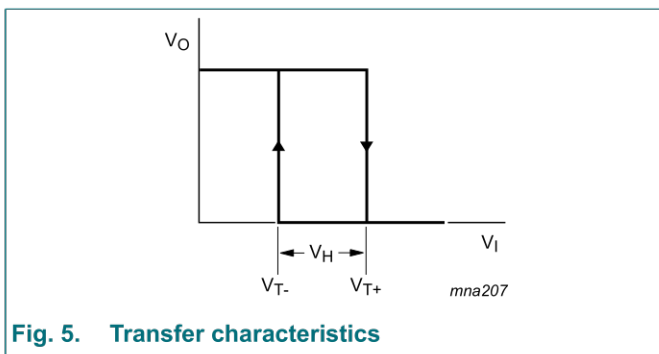 VO
VH
VI
VT-
VT+
mna207
Fig. 5. Transfer characteristics